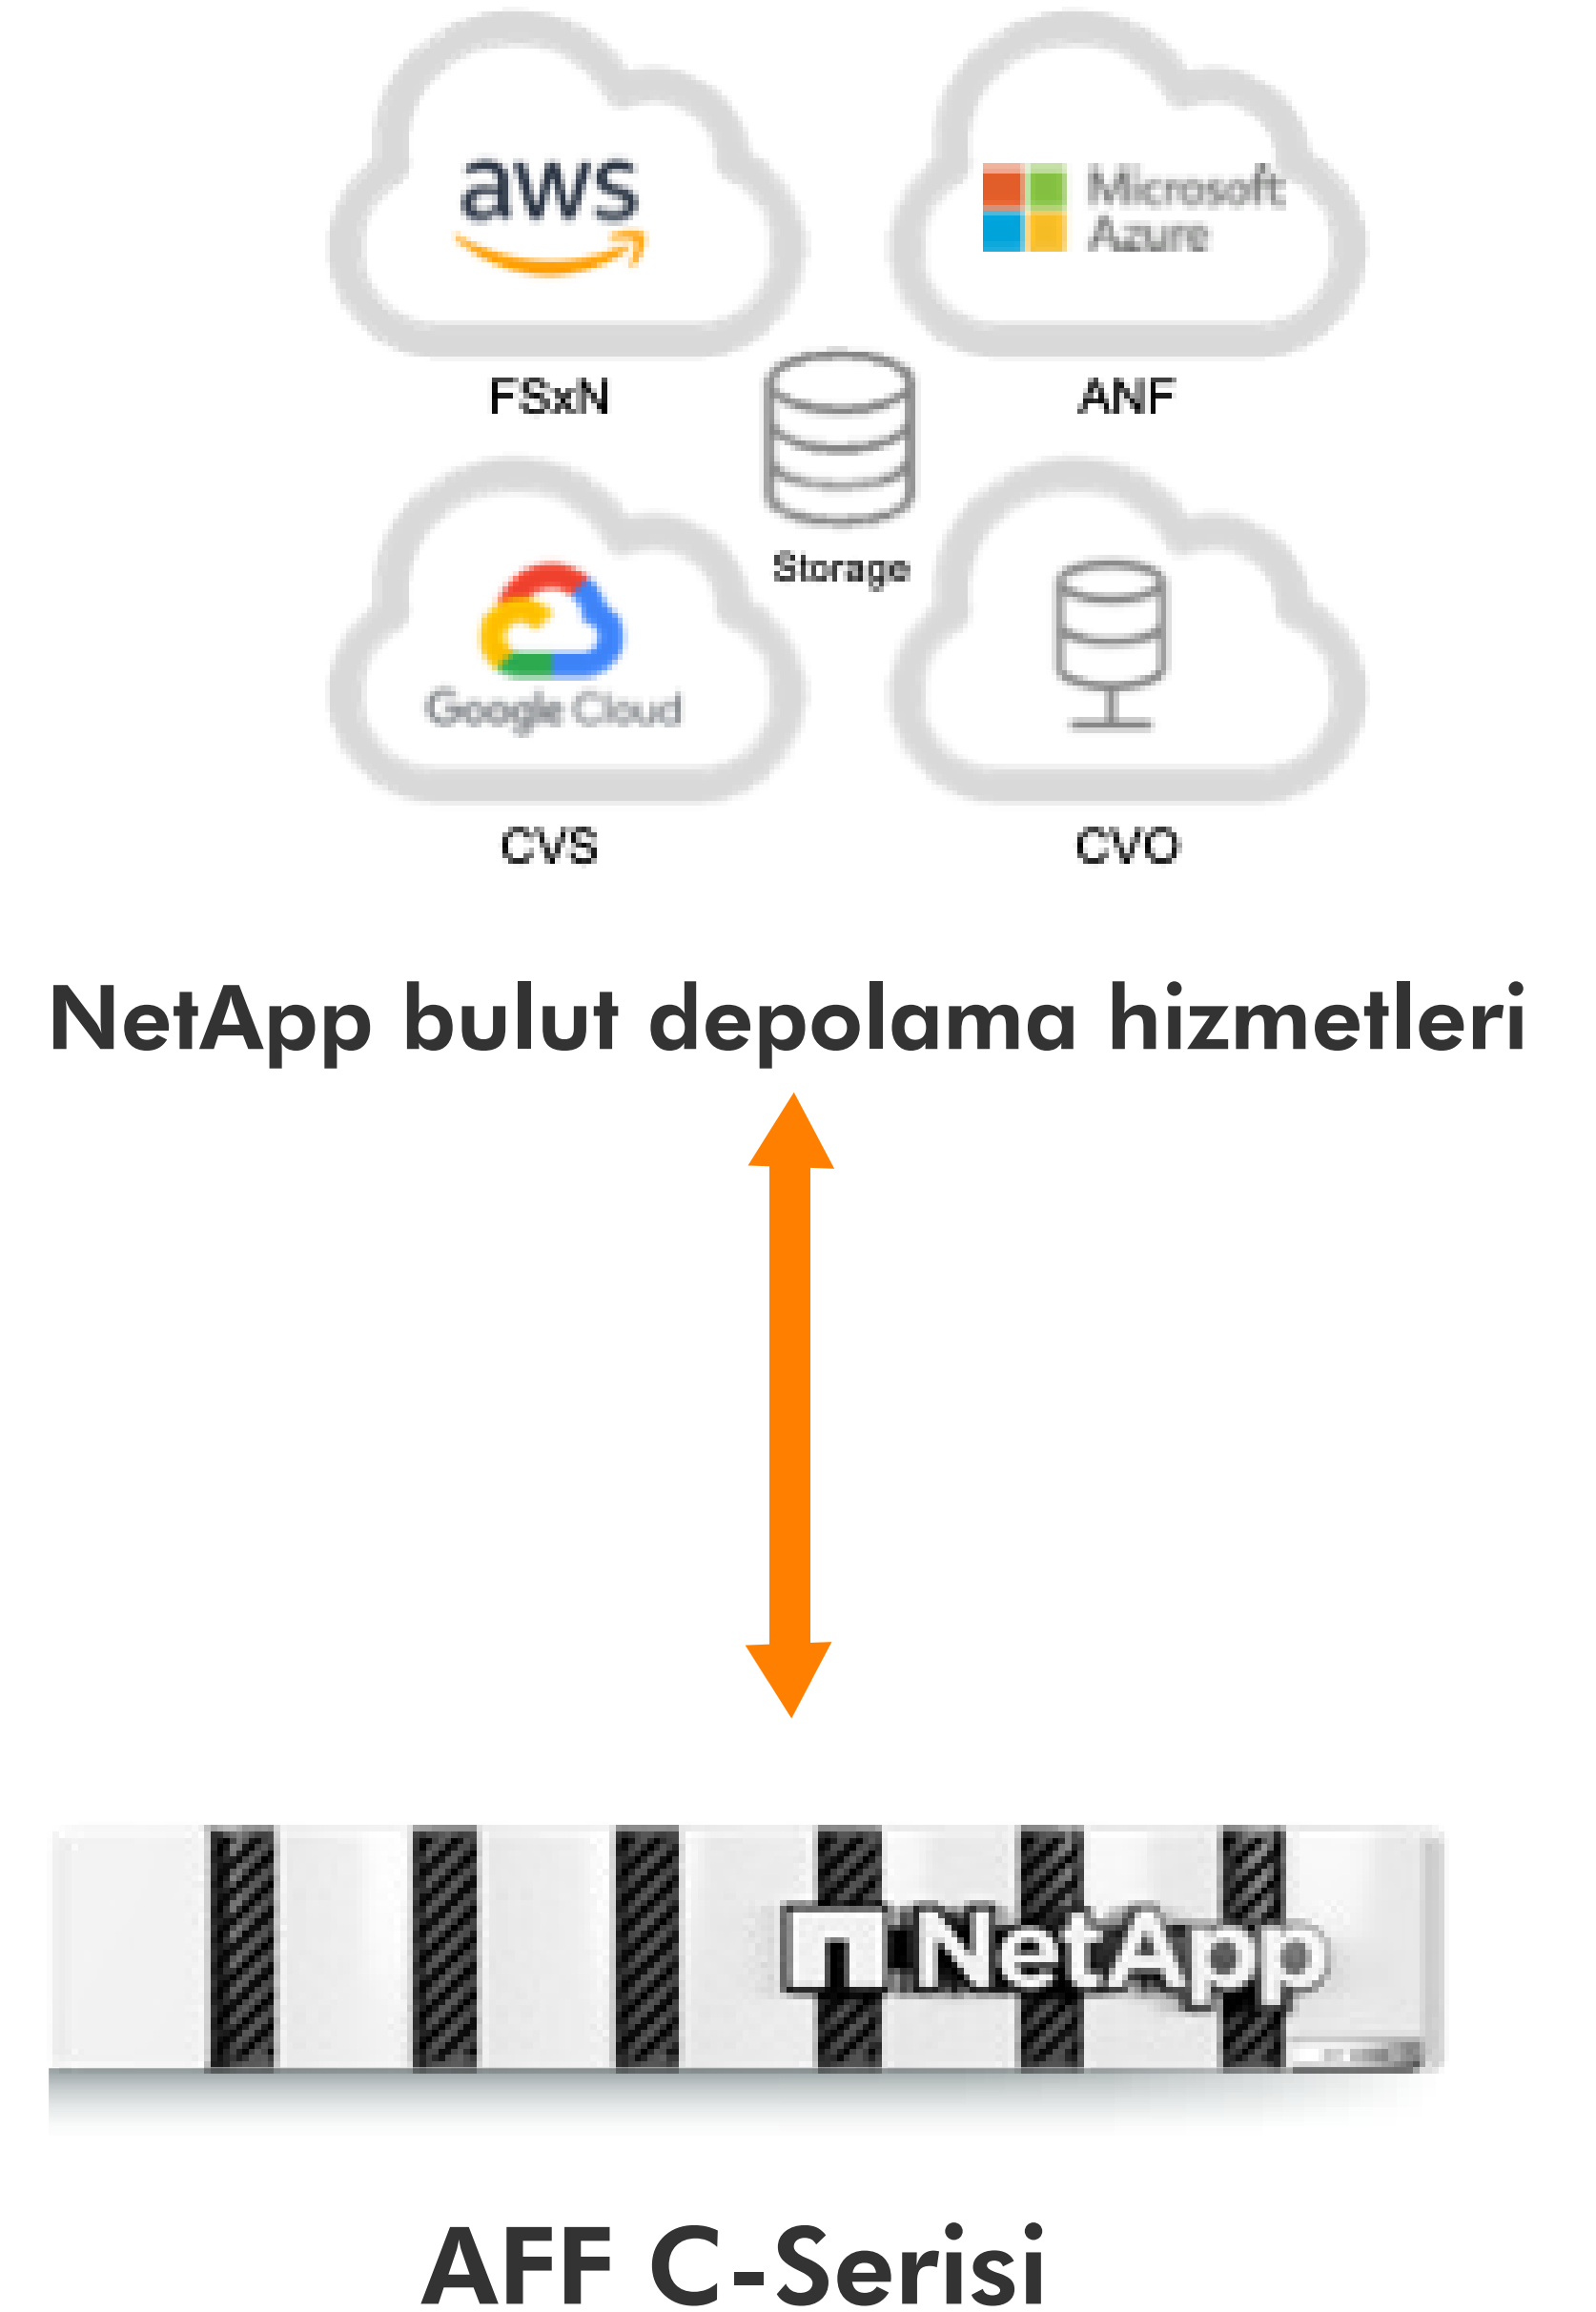 aws
Microsoft
Azure
FSxN
ANF
Storage
Google Cloud
CVS
CVO
NetApp bulut depolama hizmetleri
NetApp
AFF C-Serisi